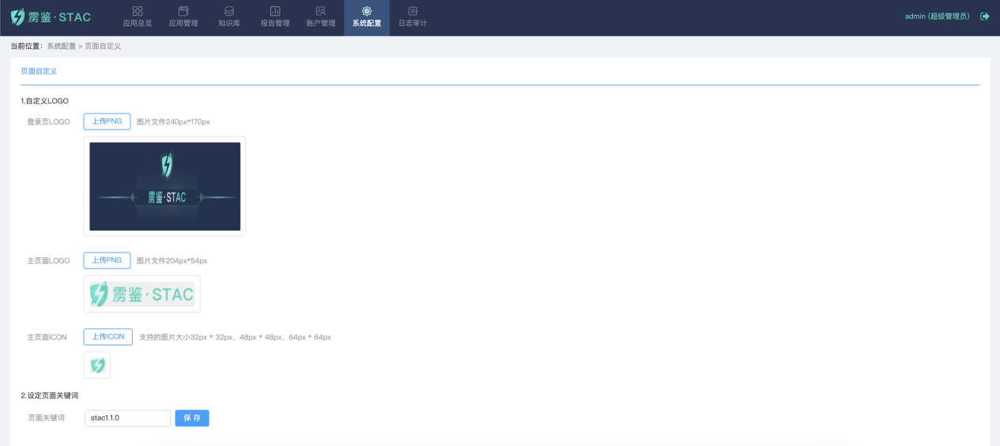 雳鉴·STAC
应用总览 应用管理 知识库 报告管理 账户管理 系统配置 日志审计
admin (超级管理员)
当前位置: 系统配置 > 页面自定义
页面自定义
1.自定义LOGO
登录页LOGO 上传PNG 图片文件240px*170px
雳鉴·STAC
主页面LOGO 上传PNG 图片文件204px*54px
雳鉴·STAC
主页面ICON 上传ICON 支持的图片大小32px * 32px、48px * 48px、64px * 64px
2.设定页面关键词
页面关键词 stac1.1.0 保 存